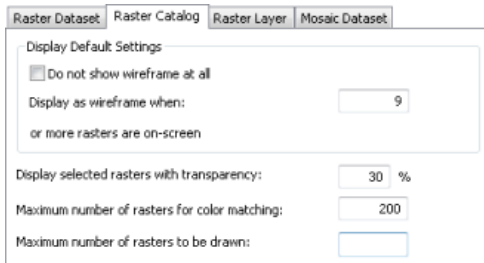 Raster Dataset Raster Catalog Raster Layer Mosaic Dataset
Display Default Settings
Do not show wireframe at all
Display as wireframe when: 9
or more rasters are on-screen
Display selected rasters with transparency: 30 %
Maximum number of rasters for color matching: 200
Maximum number of rasters to be drawn: